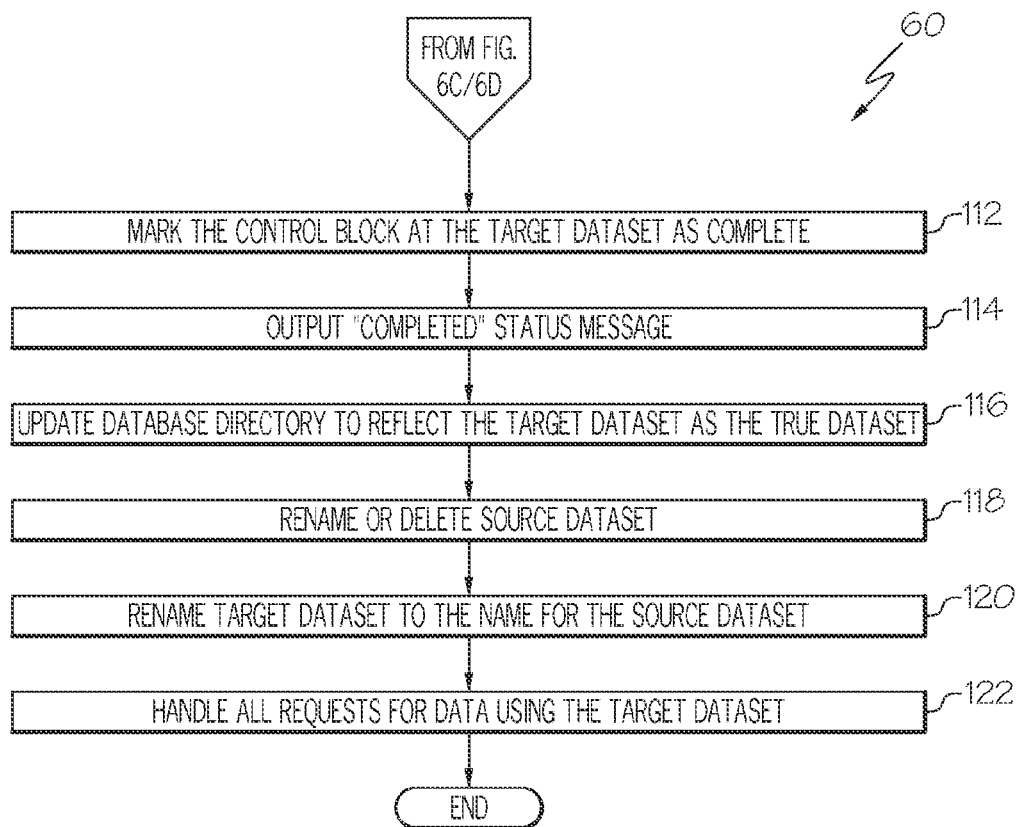 60
FROM FIG.
6C/6D
MARK THE CONTROL BLOCK AT THE TARGET DATASET AS COMPLETE
112
OUTPUT "COMPLETED" STATUS MESSAGE
114
UPDATE DATABASE DIRECTORY TO REFLECT THE TARGET DATASET AS THE TRUE DATASET
116
RENAME OR DELETE SOURCE DATASET
118
RENAME TARGET DATASET TO THE NAME FOR THE SOURCE DATASET
120
HANDLE ALL REQUESTS FOR DATA USING THE TARGET DATASET
122
END